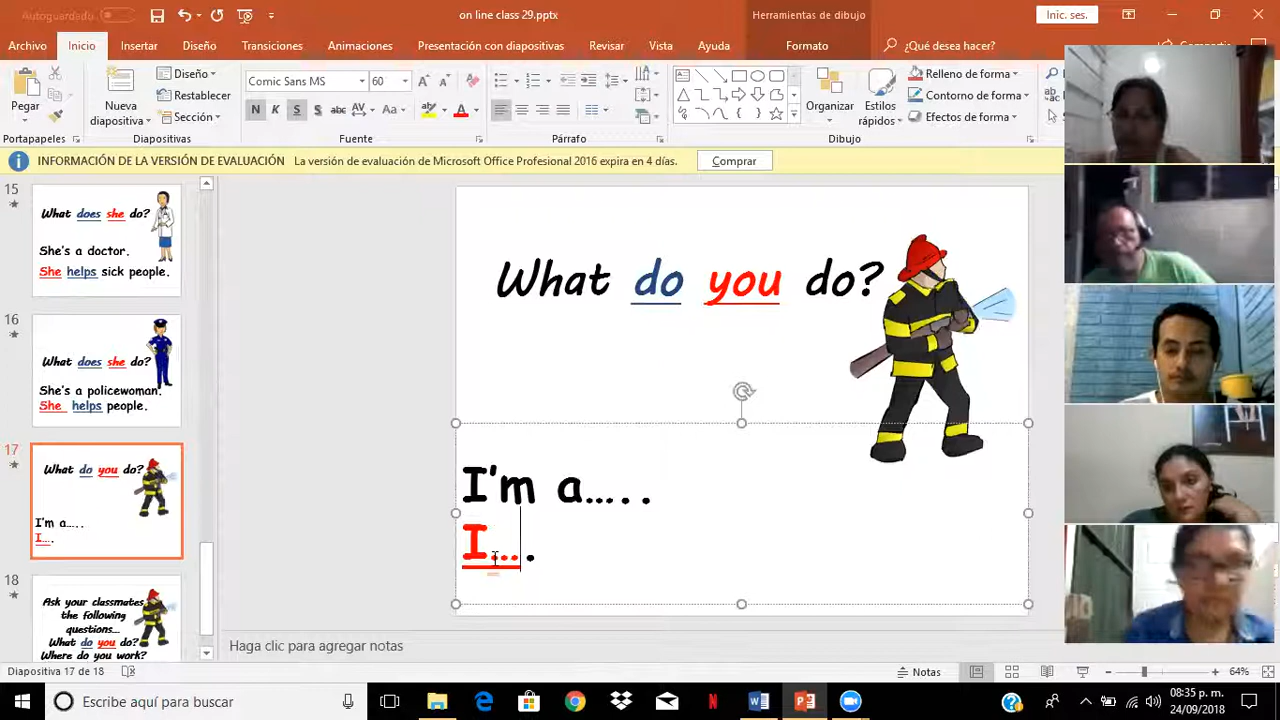 Autoguardado
on line class 29.pptx
Herramientas de dibujo
Inic. ses.
Archivo Inicio Insertar Diseño Transiciones Animaciones Presentación con diapositivas Revisar Vista Ayuda Formato ¿Qué desea hacer? Compartir
Pegar
Nueva diapositiva
Diseño
Restablecer
Sección
Comic Sans MS 60
N K S S abc AV Aa A
Organizar
Estilos rápidos
Relleno de forma
Contorno de forma
Efectos de forma
Portapapeles Diapositivas Fuente Párrafo Dibujo
INFORMACIÓN DE LA VERSIÓN DE EVALUACIÓN La versión de evaluación de Microsoft Office Profesional 2016 expira en 4 días. Comprar
15
What does she do?
She's a doctor.
She helps sick people.
16
What does she do?
She's a policewoman.
She helps people.
17
What do you do?
I'm a.....
I....
18
Ask your classmates
the following
questions...
What do you do?
Where do you work?
What do you do?
I'm a.....
I....
Haga clic para agregar notas
Diapositiva 17 de 18
Notas
64%
Escribe aquí para buscar
08:35 p. m.
24/09/2018